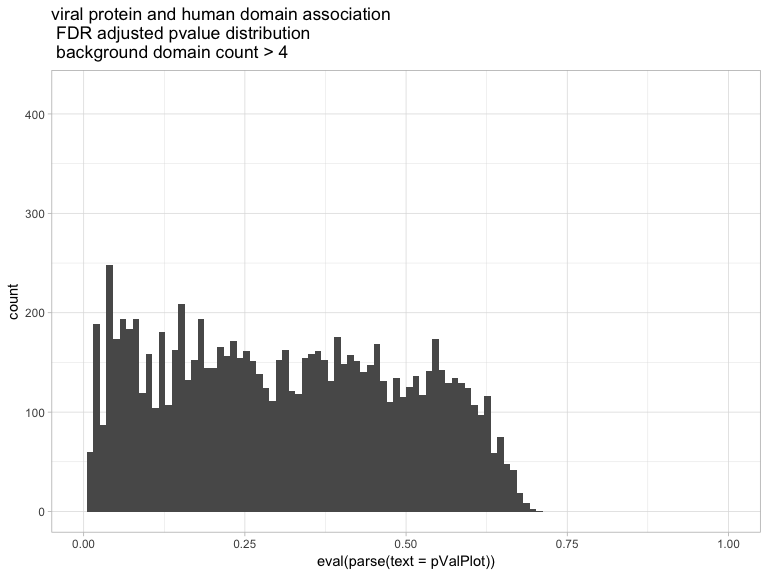 viral protein and human domain association
FDR adjusted pvalue distribution
background domain count > 4
400
300
200
100
0
count
0.00 0.25 0.50 0.75 1.00
eval(parse(text = pValPlot))